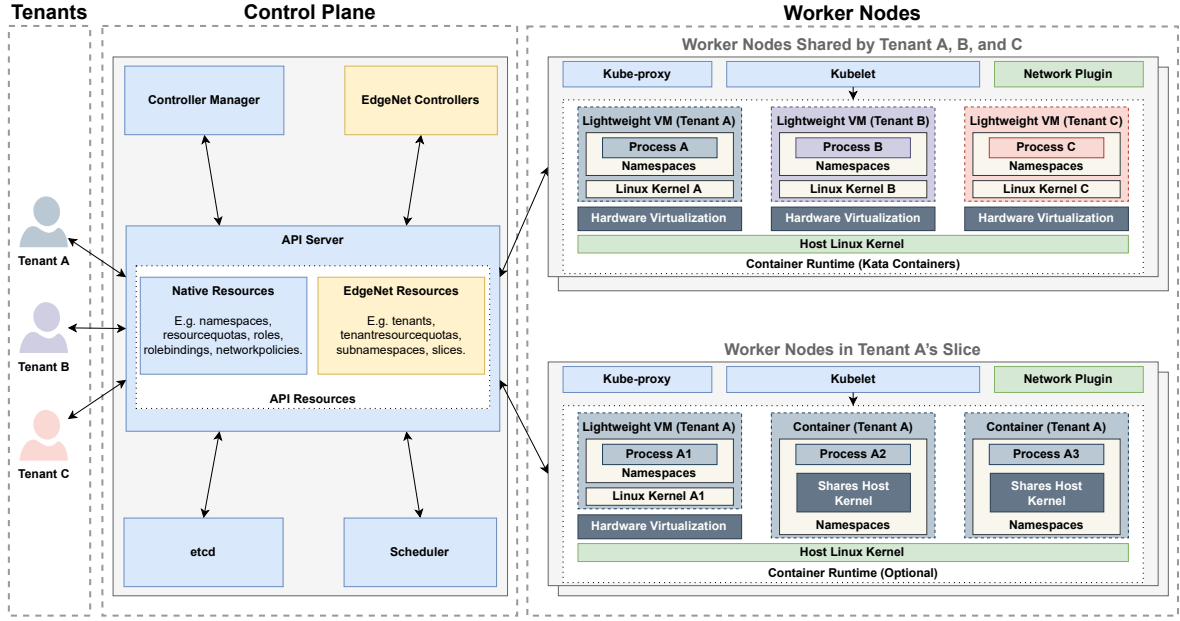 Tenants
Control Plane
Worker Nodes
Tenant A
Tenant B
Tenant C
Controller Manager
EdgeNet Controllers
API Server
Native Resources
E.g. namespaces,
resourcequotas, roles,
rolebindings, networkpolicies.
EdgeNet Resources
E.g. tenants,
tenantresourcequotas,
subnamespaces, slices.
API Resources
etcd
Scheduler
Worker Nodes Shared by Tenant A, B, and C
Kube-proxy
Kubelet
Network Plugin
Lightweight VM (Tenant A)
Process A
Namespaces
Linux Kernel A
Hardware Virtualization
Lightweight VM (Tenant B)
Process B
Namespaces
Linux Kernel B
Hardware Virtualization
Lightweight VM (Tenant C)
Process C
Namespaces
Linux Kernel C
Hardware Virtualization
Host Linux Kernel
Container Runtime (Kata Containers)
Worker Nodes in Tenant A's Slice
Kube-proxy
Kubelet
Network Plugin
Lightweight VM (Tenant A)
Process A1
Namespaces
Linux Kernel A1
Hardware Virtualization
Container (Tenant A)
Process A2
Shares Host
Kernel
Namespaces
Container (Tenant A)
Process A3
Shares Host
Kernel
Namespaces
Host Linux Kernel
Container Runtime (Optional)